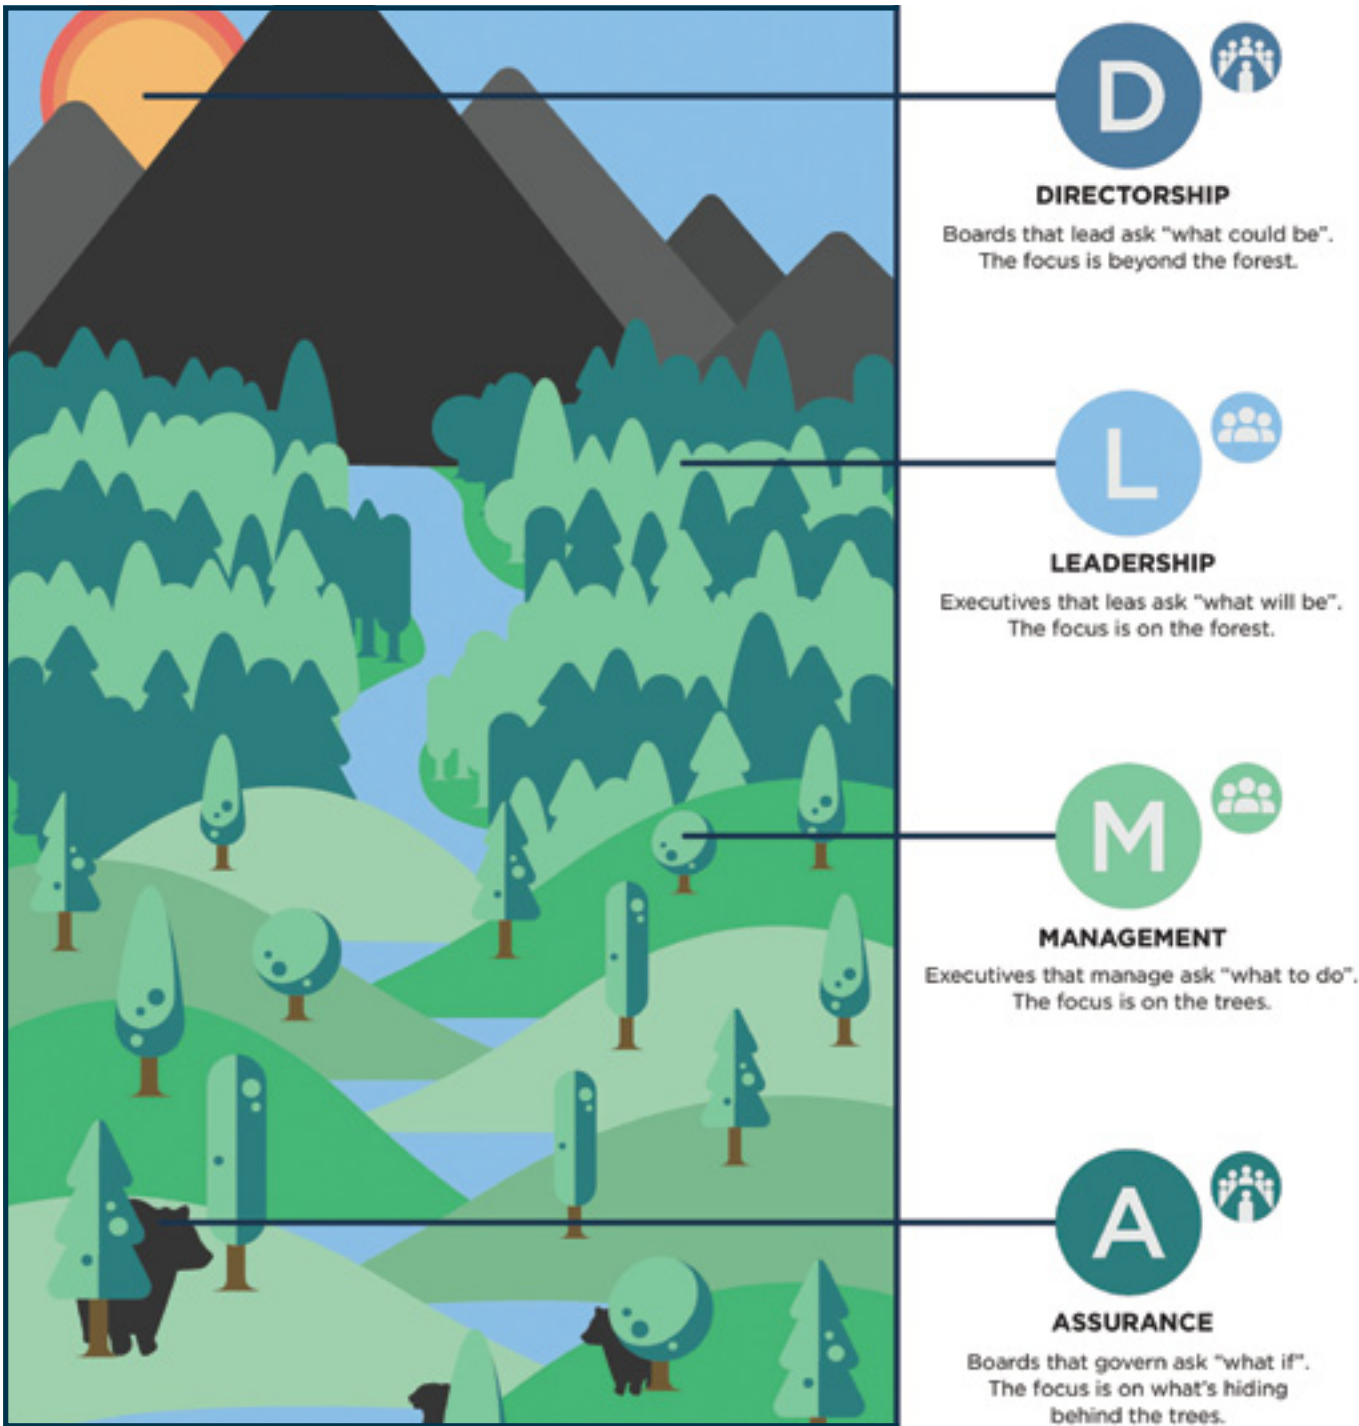 D
DIRECTORSHIP
Boards that lead ask “what could be”.
The focus is beyond the forest.
L
LEADERSHIP
Executives that leas ask “what will be”.
The focus is on the forest.
M
MANAGEMENT
Executives that manage ask “what to do”.
The focus is on the trees.
A
ASSURANCE
Boards that govern ask “what if”.
The focus is on what's hiding
behind the trees.